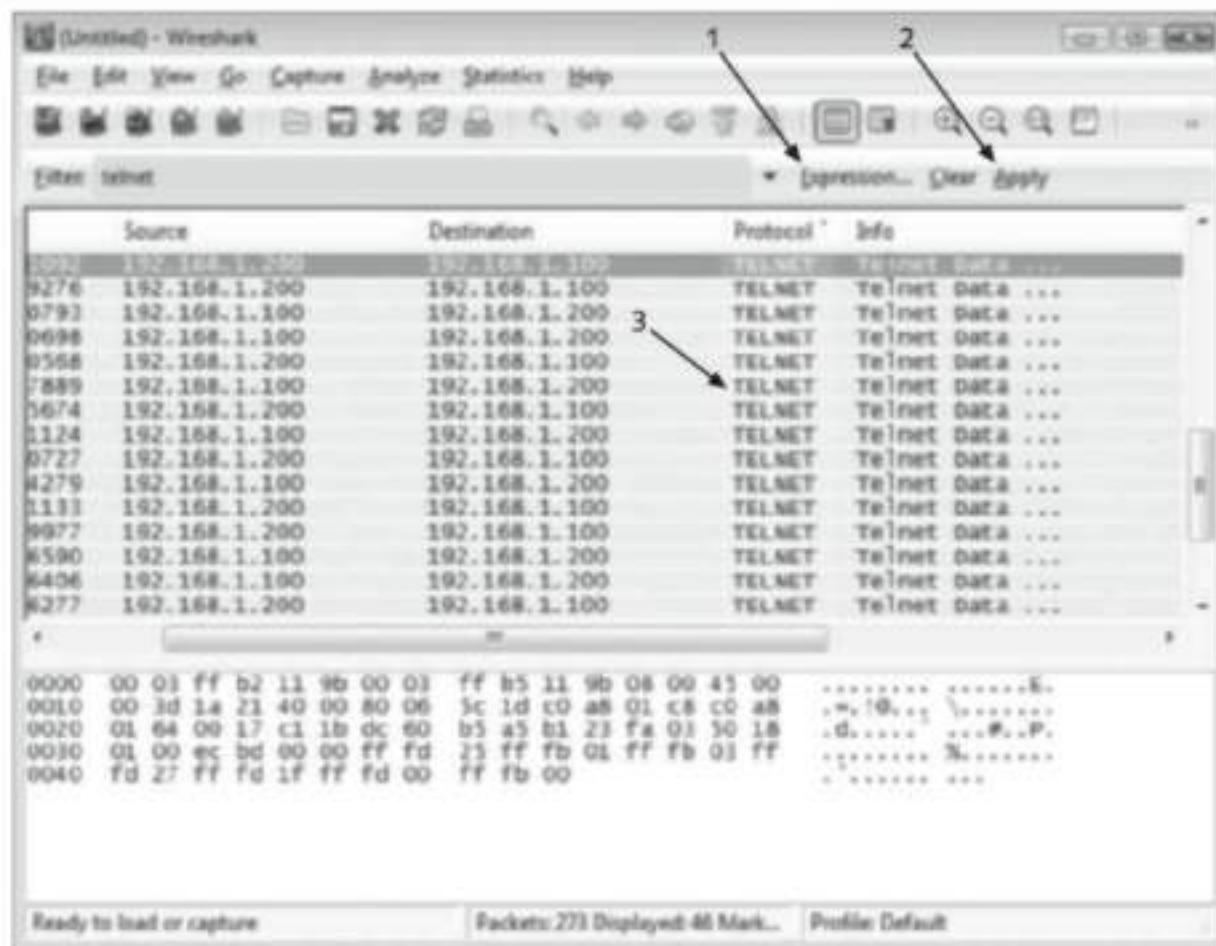 (Untitled) - Wireshark
1
2
File Edit View Go Capture Analyze Statistics Help
Filter: telnet
Expression... Clear Apply
Source Destination Protocol Info
192.168.1.200 192.168.1.100 TELNET Telnet Data ...
9276 192.168.1.200 192.168.1.100 TELNET Telnet Data ...
0793 192.168.1.100 192.168.1.200 TELNET Telnet Data ...
3
0698 192.168.1.100 192.168.1.200 TELNET Telnet Data ...
0568 192.168.1.200 192.168.1.100 TELNET Telnet Data ...
7889 192.168.1.100 192.168.1.200 TELNET Telnet Data ...
5674 192.168.1.200 192.168.1.100 TELNET Telnet Data ...
1124 192.168.1.100 192.168.1.200 TELNET Telnet Data ...
0727 192.168.1.200 192.168.1.100 TELNET Telnet Data ...
4279 192.168.1.100 192.168.1.200 TELNET Telnet Data ...
1133 192.168.1.200 192.168.1.100 TELNET Telnet Data ...
9977 192.168.1.200 192.168.1.100 TELNET Telnet Data ...
6590 192.168.1.100 192.168.1.200 TELNET Telnet Data ...
6406 192.168.1.100 192.168.1.200 TELNET Telnet Data ...
6277 192.168.1.200 192.168.1.100 TELNET Telnet Data ...
0000 00 03 ff b2 11 9b 00 03 ff b5 11 9b 08 00 45 00 ........ ......E.
0010 00 3d 1a 21 40 00 80 06 5c 1d c0 a8 01 c8 c0 a8 .=.!@... \.......
0020 01 64 00 17 c1 1b dc 60 b5 a5 b1 23 fa 03 50 18 .d.....` ...#..P.
0030 01 00 ec bd 00 00 ff fd 25 ff fb 01 ff fb 03 ff ........ %.......
0040 fd 27 ff fd 1f ff fd 00 ff fb 00 .'...... ...
Ready to load or capture
Packets: 273 Displayed: 46 Mark...
Profile: Default